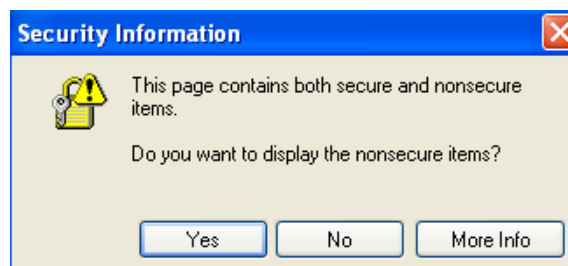 Security Information
This page contains both secure and nonsecure
items.
Do you want to display the nonsecure items?
Yes No More Info